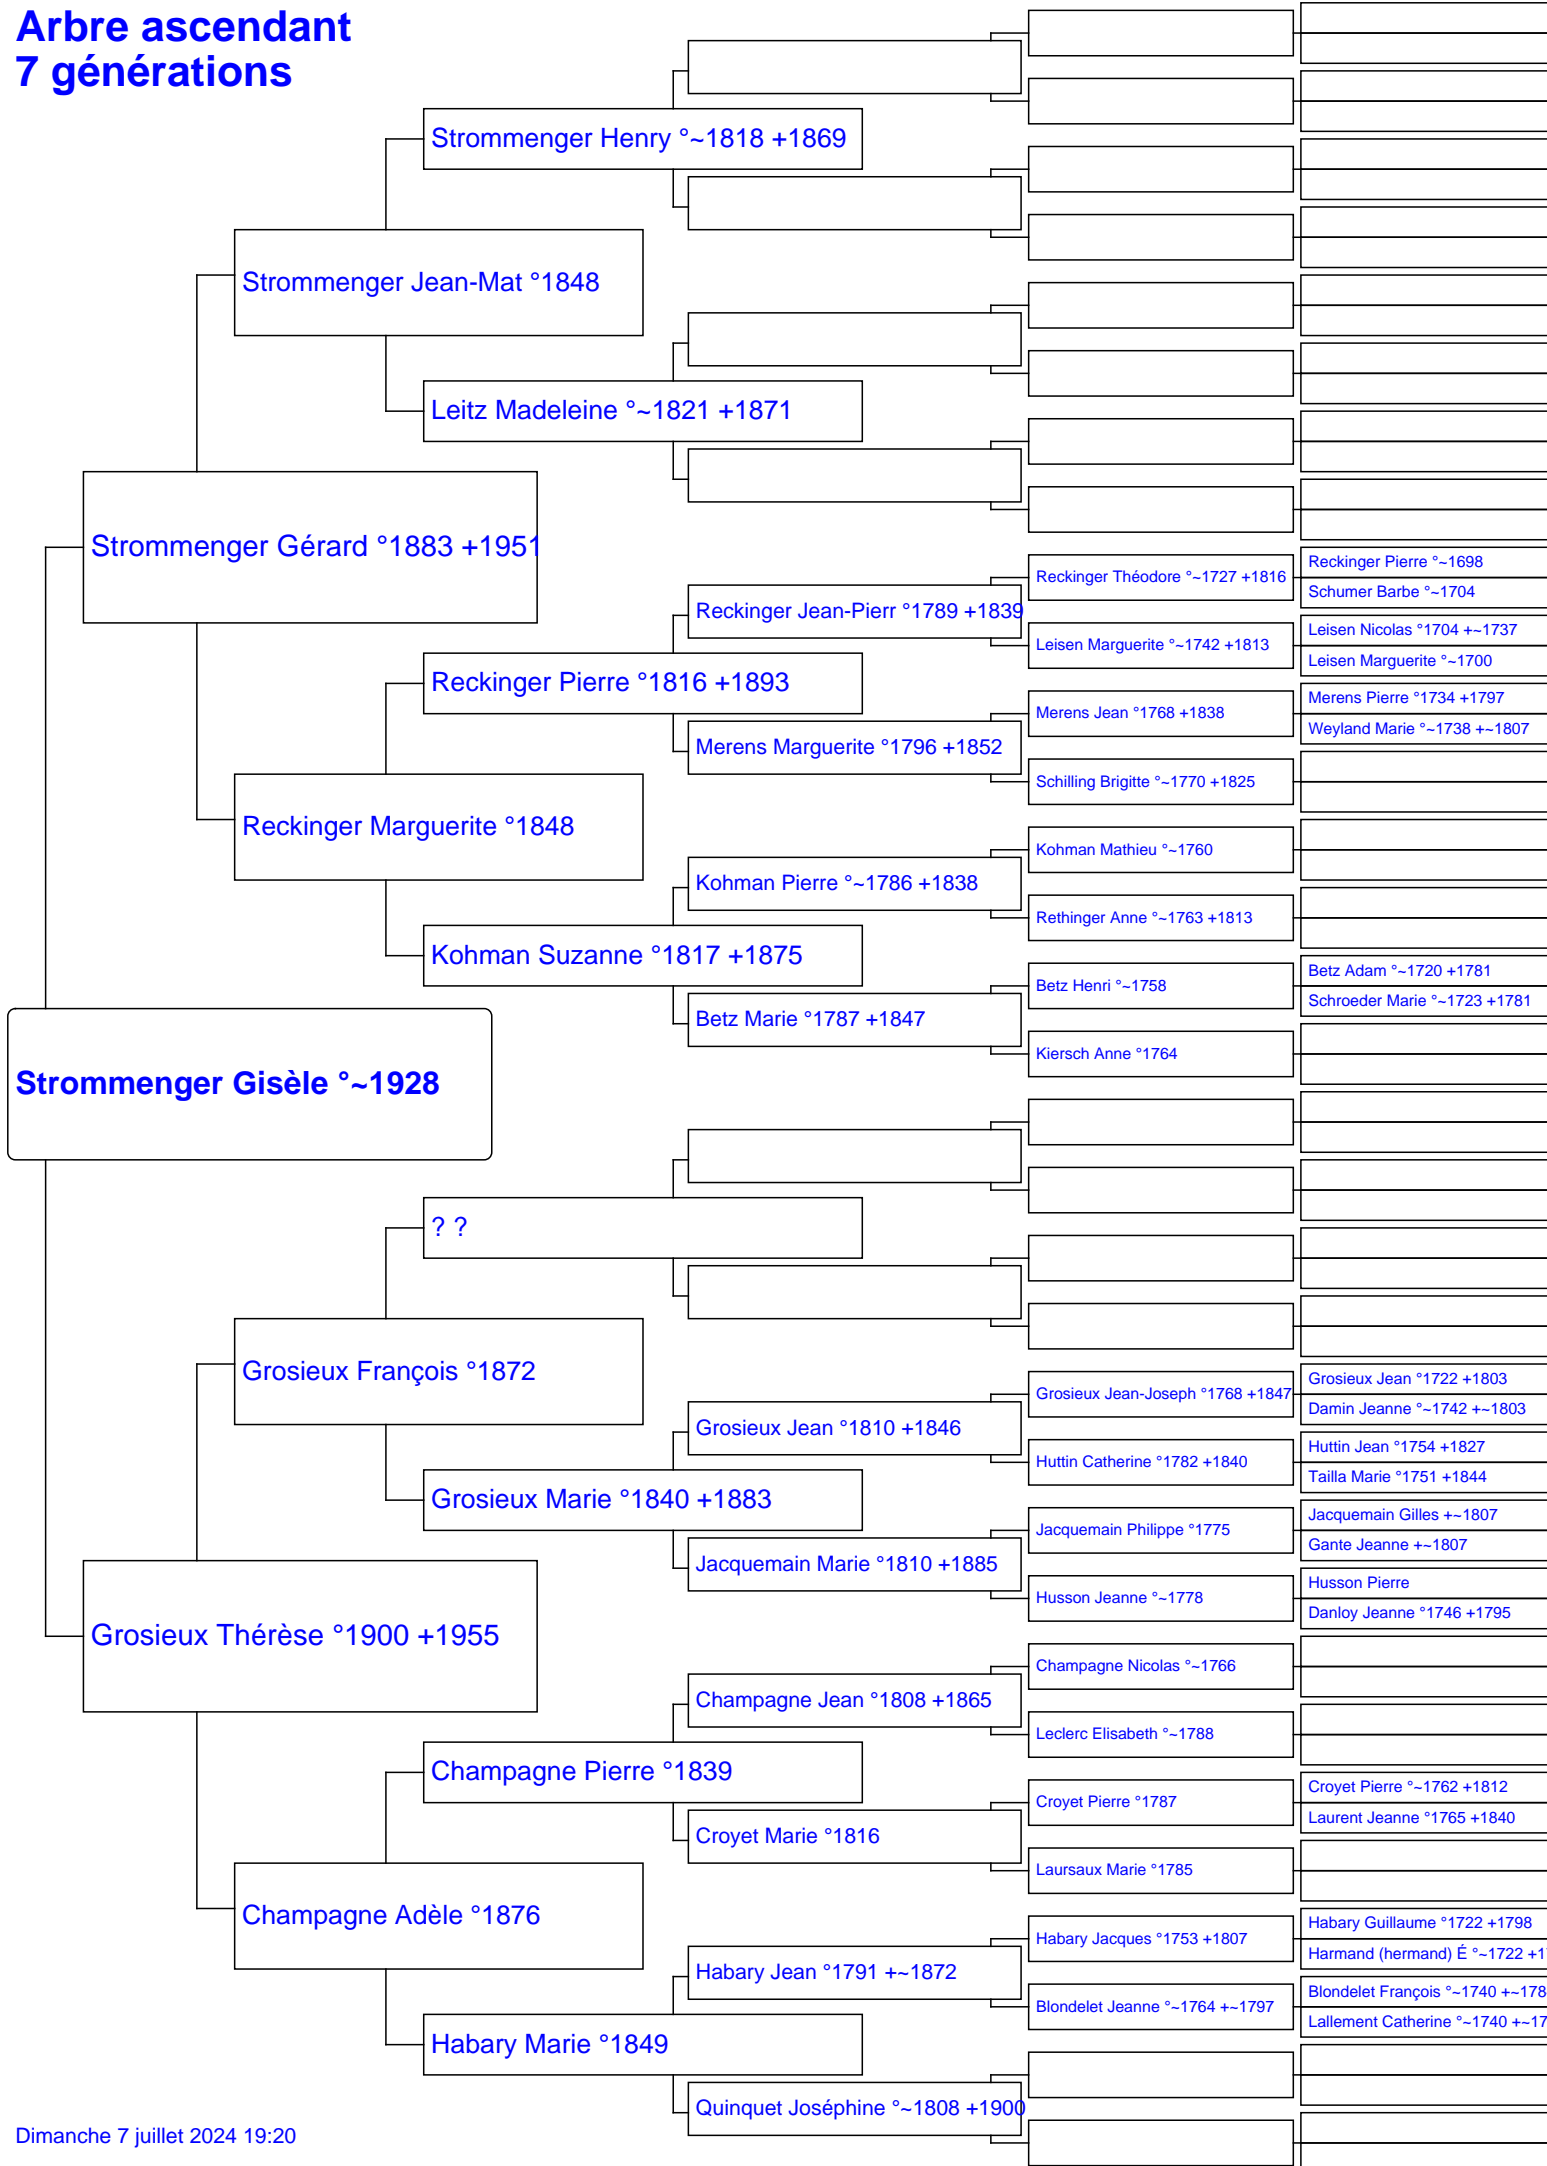 Arbre ascendant
7 générations
Strommenger Henry °~1818 +1869
Strommenger Jean-Mat °1848
Leitz Madeleine °~1821 +1871
Strommenger Gérard °1883 +1951
Reckinger Théodore °~1727 +1816
Reckinger Pierre °~1698
Schumer Barbe °~1704
Reckinger Jean-Pierr °1789 +1839
Leisen Marguerite °~1742 +1813
Leisen Nicolas °1704 +~1737
Leisen Marguerite °~1700
Reckinger Pierre °1816 +1893
Merens Jean °1768 +1838
Merens Pierre °1734 +1797
Weyland Marie °~1738 +~1807
Merens Marguerite °1796 +1852
Schilling Brigitte °~1770 +1825
Reckinger Marguerite °1848
Kohman Mathieu °~1760
Kohman Pierre °~1786 +1838
Rethinger Anne °~1763 +1813
Kohman Suzanne °1817 +1875
Betz Henri °~1758
Betz Adam °~1720 +1781
Schroeder Marie °~1723 +1781
Betz Marie °1787 +1847
Kiersch Anne °1764
Strommenger Gisèle °~1928
? ?
Grosieux François °1872
Grosieux Jean-Joseph °1768 +1847
Grosieux Jean °1722 +1803
Damin Jeanne °~1742 +~1803
Grosieux Jean °1810 +1846
Huttin Catherine °1782 +1840
Huttin Jean °1754 +1827
Tailla Marie °1751 +1844
Grosieux Marie °1840 +1883
Jacquemain Philippe °1775
Jacquemain Gilles +~1807
Gante Jeanne +~1807
Jacquemain Marie °1810 +1885
Husson Jeanne °~1778
Husson Pierre
Danloy Jeanne °1746 +1795
Grosieux Thérèse °1900 +1955
Champagne Nicolas °~1766
Champagne Jean °1808 +1865
Leclerc Elisabeth °~1788
Champagne Pierre °1839
Croyet Pierre °1787
Croyet Pierre °~1762 +1812
Laurent Jeanne °1765 +1840
Croyet Marie °1816
Laursaux Marie °1785
Champagne Adèle °1876
Habary Jacques °1753 +1807
Habary Guillaume °1722 +1798
Harmand (hermand) É °~1722 +1
Habary Jean °1791 +~1872
Blondelet Jeanne °~1764 +~1797
Blondelet François °~1740 +~178
Lallement Catherine °~1740 +~17
Habary Marie °1849
Quinquet Joséphine °~1808 +1900
Dimanche 7 juillet 2024 19:20